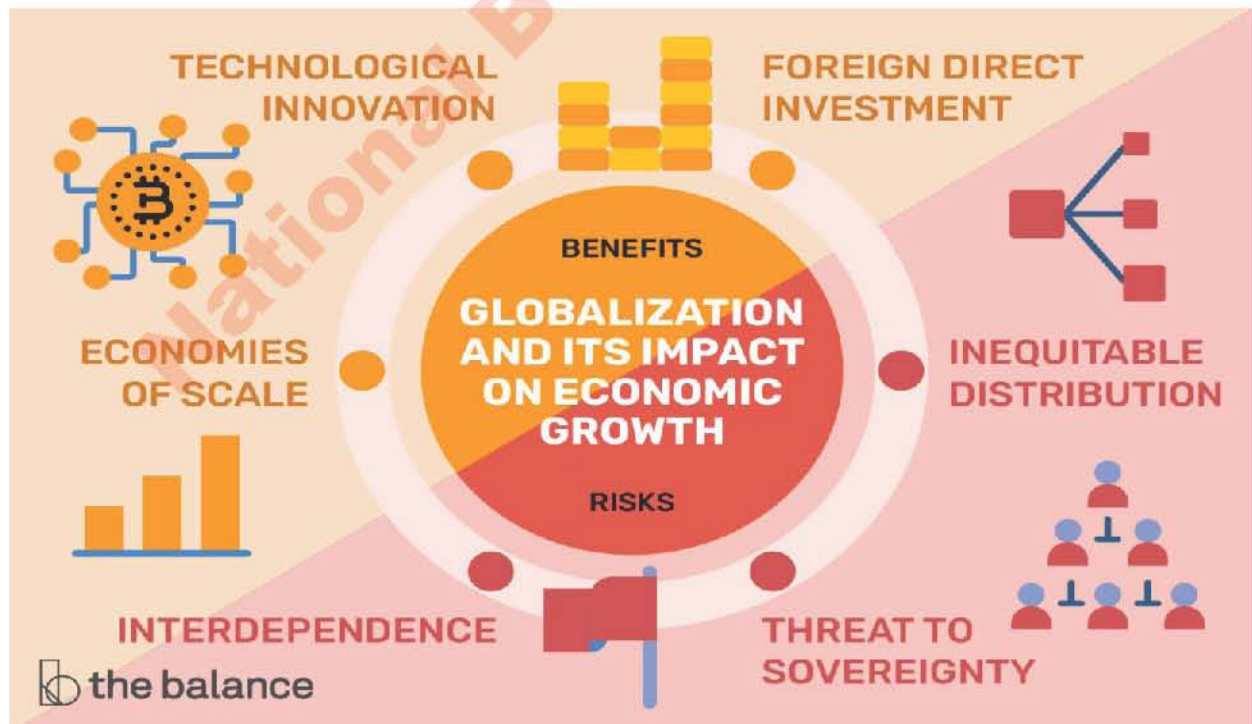 TECHNOLOGICAL
INNOVATION
FOREIGN DIRECT
INVESTMENT
BENEFITS
GLOBALIZATION
AND ITS IMPACT
ON ECONOMIC
GROWTH
RISKS
ECONOMIES
OF SCALE
INEQUITABLE
DISTRIBUTION
INTERDEPENDENCE
THREAT TO
SOVEREIGNTY
the balance
National B